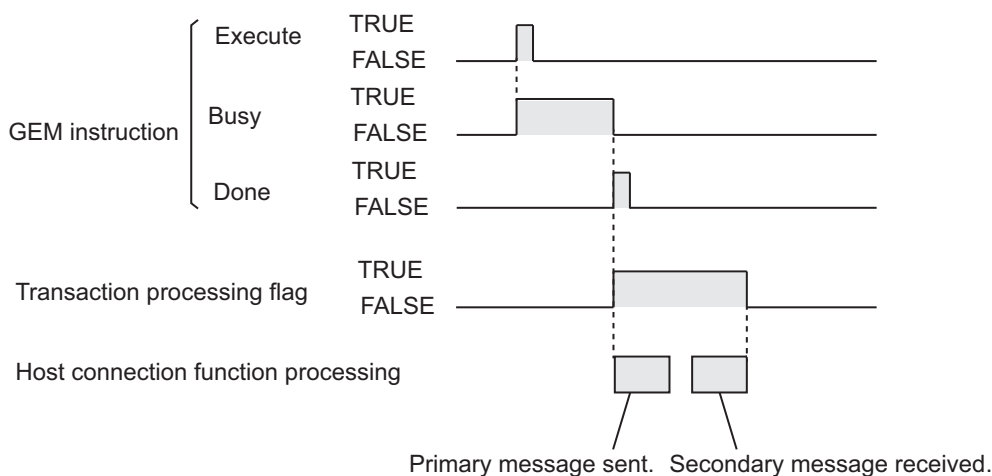 Execute
TRUE
FALSE
GEM instruction
Busy
TRUE
FALSE
Done
TRUE
FALSE
Transaction processing flag
TRUE
FALSE
Host connection function processing
Primary message sent.
Secondary message received.